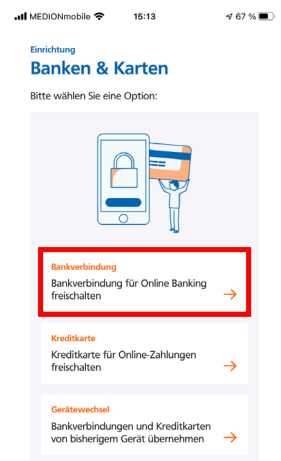 MEDIONmobile 15:13 67 %
Einrichtung
Banken & Karten
Bitte wählen Sie eine Option:
Bankverbindung
Bankverbindung für Online Banking
freischalten
Kreditkarte
Kreditkarte für Online-Zahlungen
freischalten
Gerätewechsel
Bankverbindungen und Kreditkarten
von bisherigem Gerät übernehmen